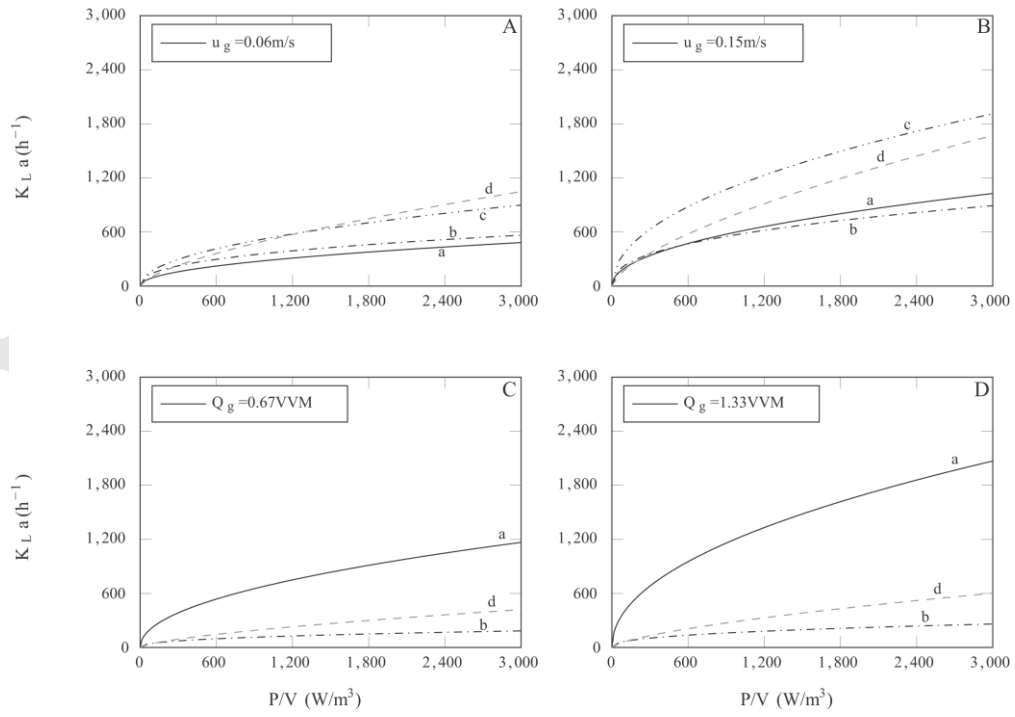 A
u g =0.06m/s
K L a (h−1)
3,000
2,400
1,800
1,200
600
0
d
c
b
a
0 600 1,200 1,800 2,400 3,000
B
u g =0.15m/s
3,000
2,400
1,800
1,200
600
0
c
d
a
b
0 600 1,200 1,800 2,400 3,000
C
Q g =0.67VVM
K L a (h−1)
3,000
2,400
1,800
1,200
600
0
a
d
b
0 600 1,200 1,800 2,400 3,000
P/V (W/m3)
D
Q g =1.33VVM
3,000
2,400
1,800
1,200
600
0
a
d
b
0 600 1,200 1,800 2,400 3,000
P/V (W/m3)